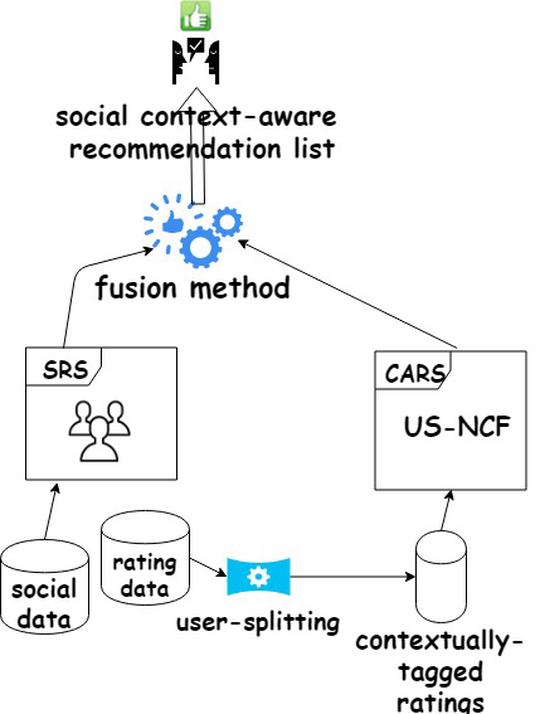 social context-aware
recommendation list
fusion method
SRS
CARS
US-NCF
rating
data
social
data
user-splitting
contextually-
tagged
ratings